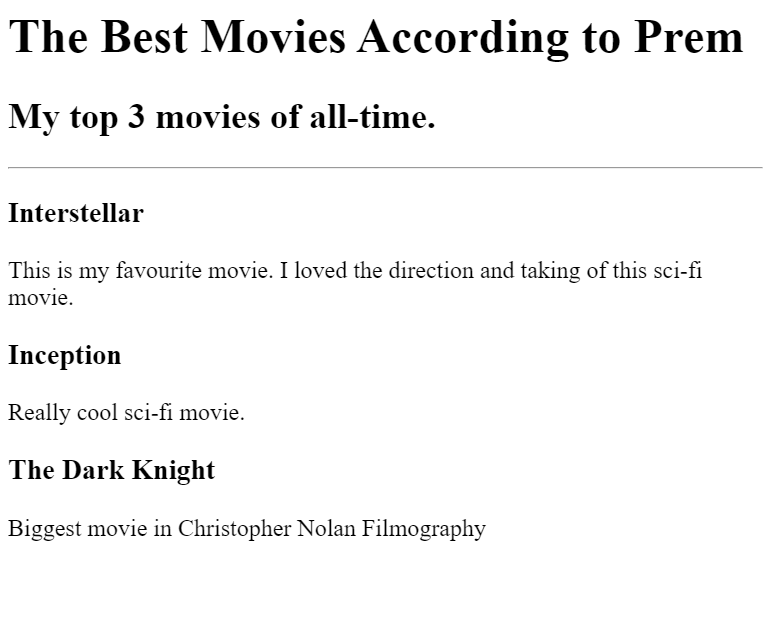 The Best Movies According to Prem
My top 3 movies of all-time.
Interstellar
This is my favourite movie. I loved the direction and taking of this sci-fi
movie.
Inception
Really cool sci-fi movie.
The Dark Knight
Biggest movie in Christopher Nolan Filmography